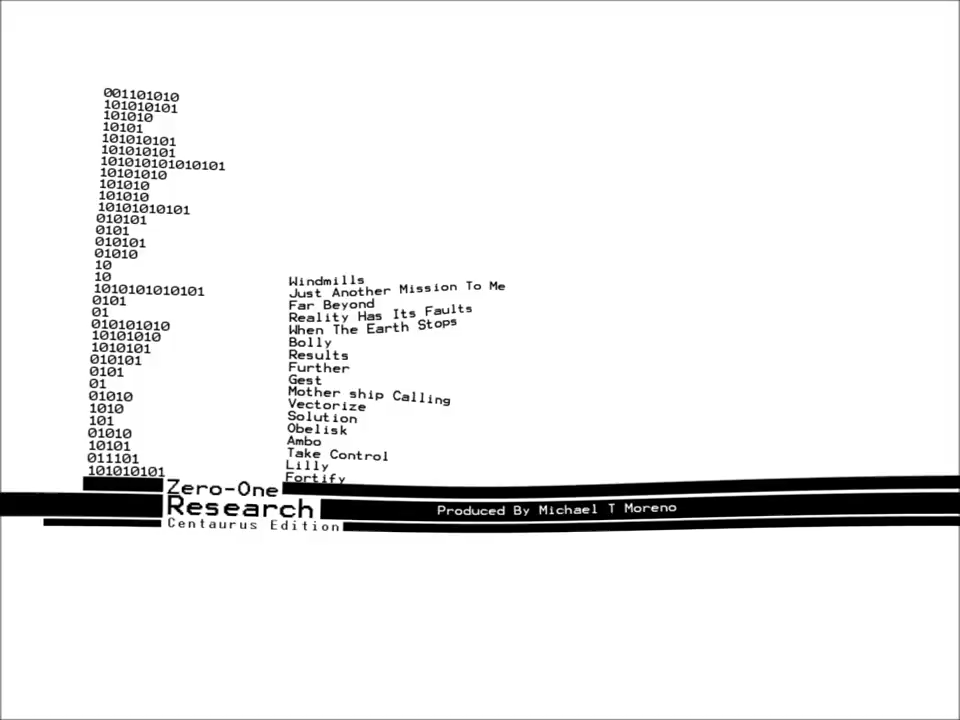 001101010
101010101
101010
10101
101010101
101010101
101010101010101
10101010
101010
101010
10101010101
010101
0101
010101
01010
10
10
1010101010101
0101
01
010101010
10101010
1010101
010101
0101
01
01010
1010
101
01010
10101
011101
101010101
Windmills
Just Another Mission To Me
Far Beyond
Reality Has Its Faults
When The Earth Stops
Bolly
Results
Further
Gest
Mother ship Calling
Vectorize
Solution
Obelisk
Ambo
Take Control
Lilly
Fortify
Zero-One
Research
Centaurus Edition
Produced By Michael T Moreno